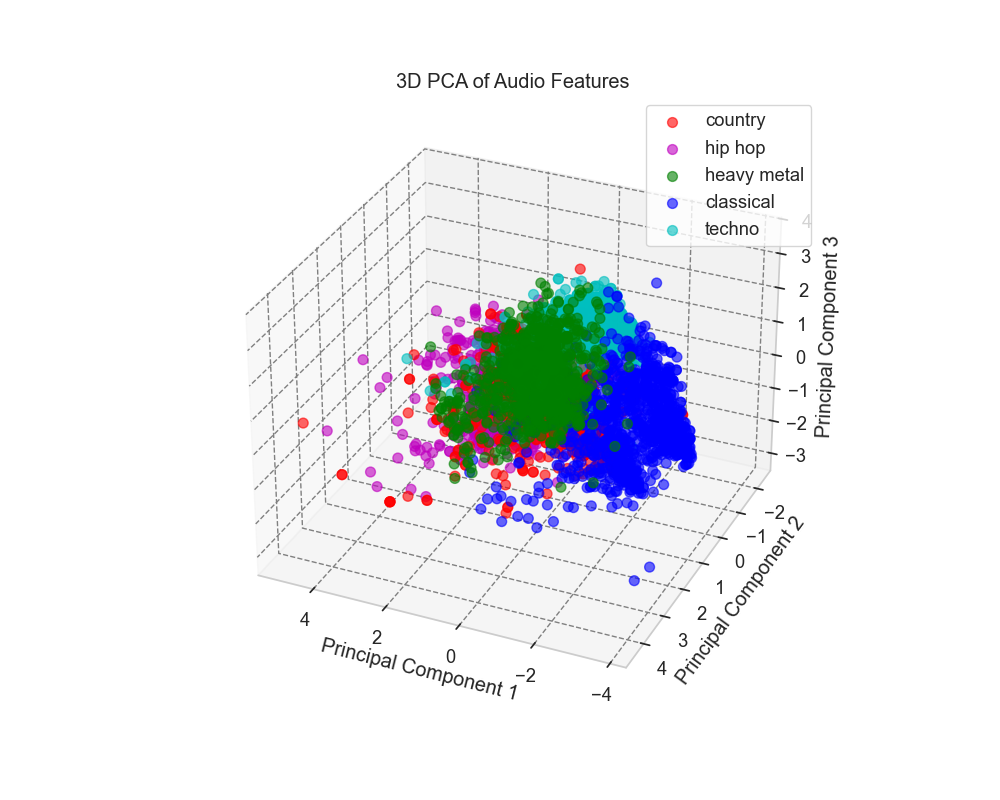 3D PCA of Audio Features
country
hip hop
heavy metal
classical
techno
4
3
2
1
0
−1
−2
−3
Principal Component 3
−2
−1
0
1
2
3
4
Principal Component 2
4
2
0
−2
−4
Principal Component 1